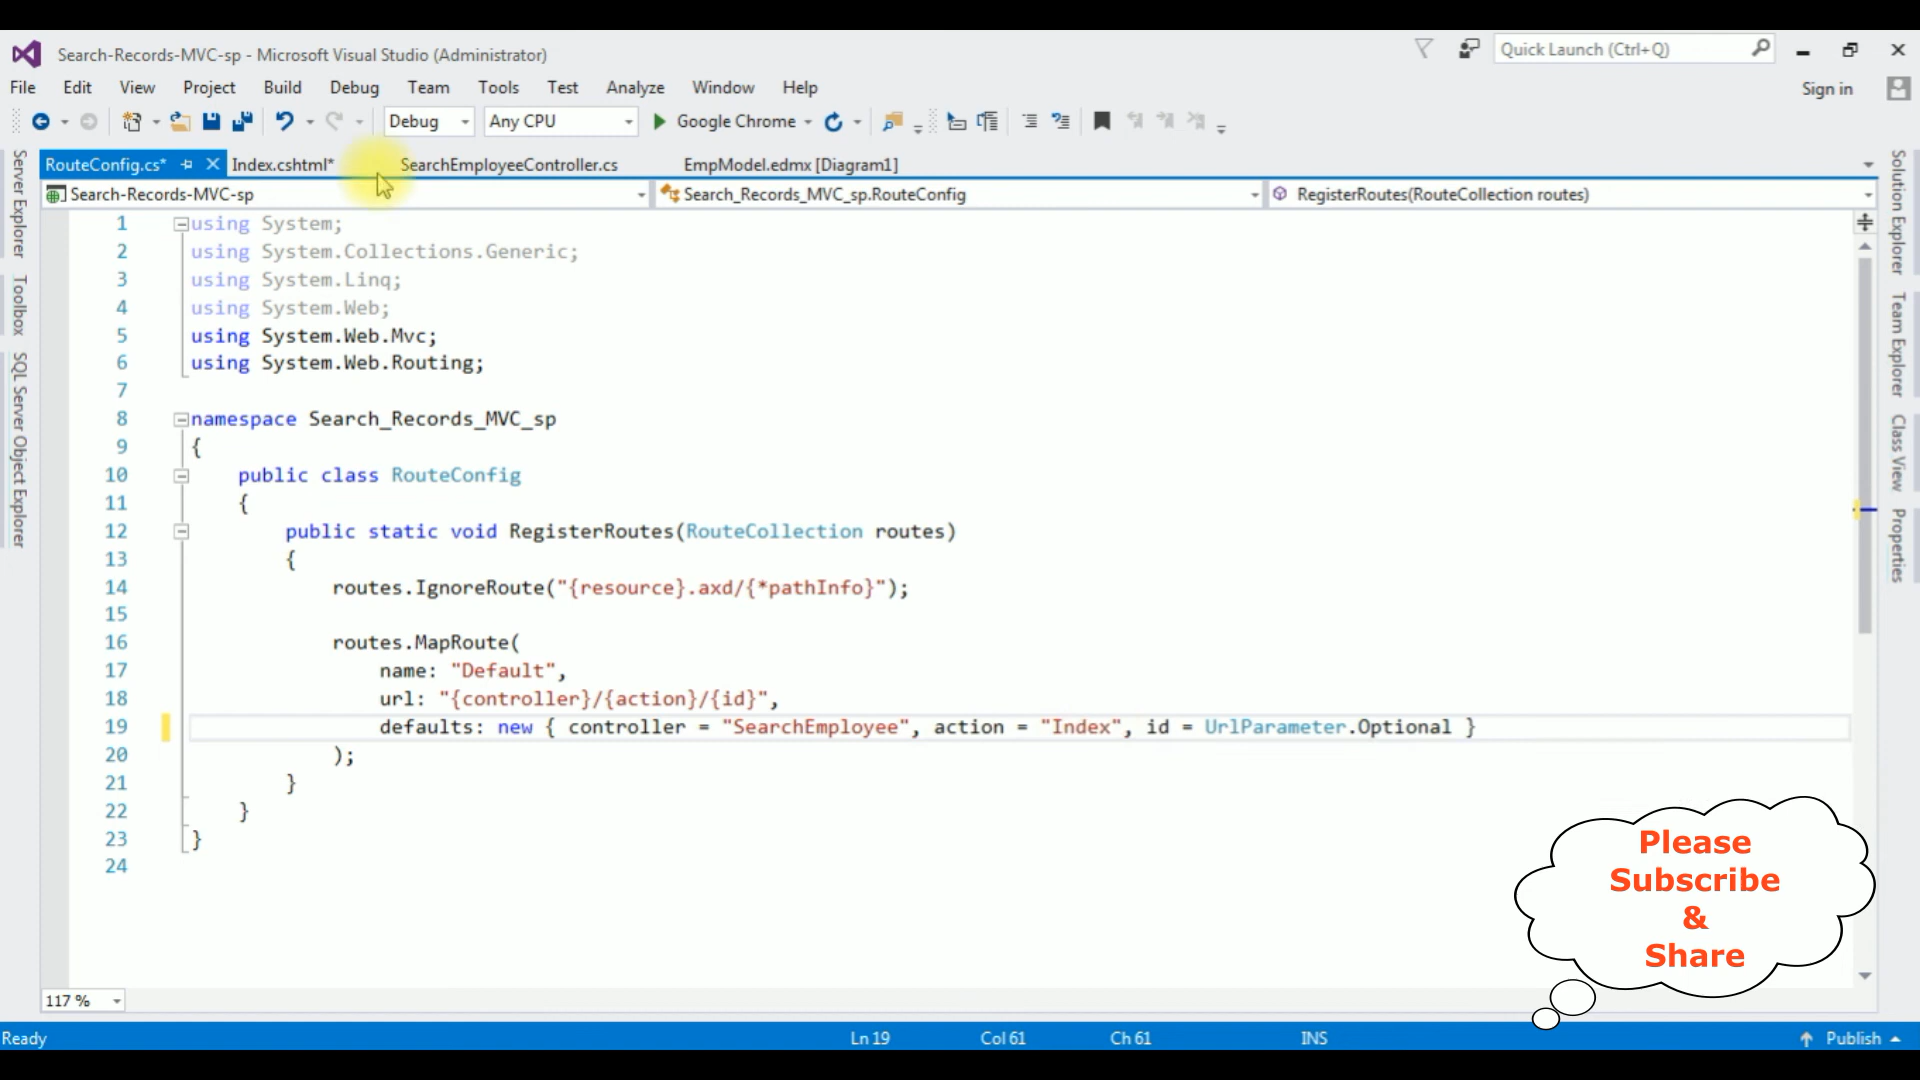 Search-Records-MVC-sp - Microsoft Visual Studio (Administrator)
Quick Launch (Ctrl+Q)
File Edit View Project Build Debug Team Tools Test Analyze Window Help
Sign in
Debug Any CPU Google Chrome
RouteConfig.cs* Index.cshtml* SearchEmployeeController.cs EmpModel.edmx [Diagram1]
Search-Records-MVC-sp Search_Records_MVC_sp.RouteConfig RegisterRoutes(RouteCollection routes)
Server Explorer
Toolbox
SQL Server Object Explorer
1 using System;
2 using System.Collections.Generic;
3 using System.Linq;
4 using System.Web;
5 using System.Web.Mvc;
6 using System.Web.Routing;
7
8 namespace Search_Records_MVC_sp
9 {
10 public class RouteConfig
11 {
12 public static void RegisterRoutes(RouteCollection routes)
13 {
14 routes.IgnoreRoute("{resource}.axd/{*pathInfo}");
15
16 routes.MapRoute(
17 name: "Default",
18 url: "{controller}/{action}/{id}",
19 defaults: new { controller = "SearchEmployee", action = "Index", id = UrlParameter.Optional }
20 );
21 }
22 }
23 }
24
Solution Explorer
Team Explorer
Class View
Properties
Please
Subscribe
&
Share
117 %
Ready Ln 19 Col 61 Ch 61 INS Publish